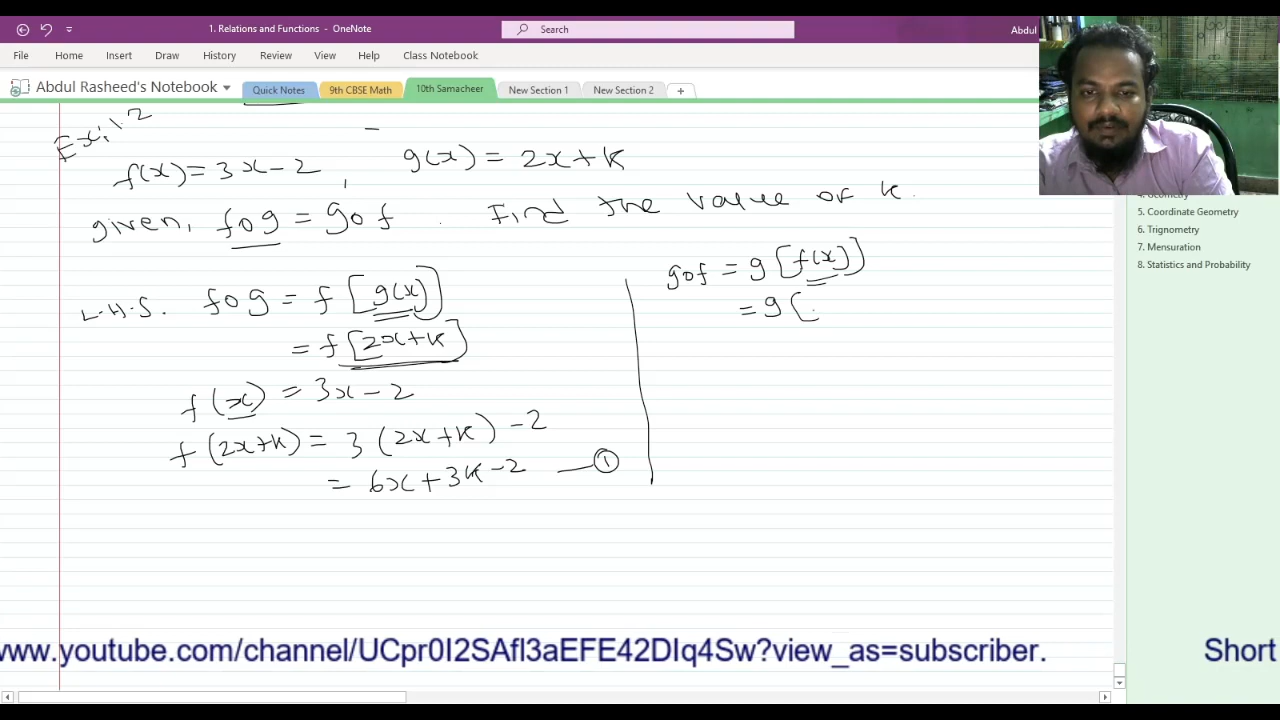 1. Relations and Functions - OneNote
Search
Abdul
File Home Insert Draw History Review View Help Class Notebook
Abdul Rasheed's Notebook Quick Notes 9th CBSE Math 10th Samacheer New Section 1 New Section 2 +
f(x) = 3x - 2 , g(x) = 2x + k
given, fog = gof . Find the value of k.
L.H.S. fog = f [g(x)]
= f [2x+k]
f (x) = 3x - 2
f (2x+k) = 3 (2x + k) - 2
= 6x + 3k - 2 — ①
gof = g [f(x)]
= g [
5. Coordinate Geometry
6. Trignometry
7. Mensuration
8. Statistics and Probability
www.youtube.com/channel/UCpr0I2SAfl3aEFE42DIq4Sw?view_as=subscriber. Short